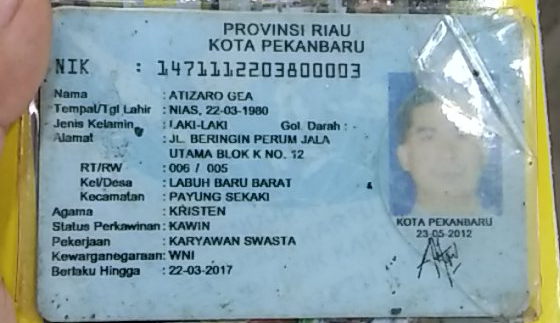 PROVINSI RIAU
KOTA PEKANBARU
NIK : 1471112203800003
Nama : ATIZARO GEA
Tempat/Tgl Lahir : NIAS, 22-03-1980
Jenis Kelamin : LAKI-LAKI Gol. Darah :
Alamat : JL. BERINGIN PERUM JALA
UTAMA BLOK K NO. 12
RT/RW : 006 / 005
Kel/Desa : LABUH BARU BARAT
Kecamatan : PAYUNG SEKAKI
Agama : KRISTEN
Status Perkawinan : KAWIN
Pekerjaan : KARYAWAN SWASTA
Kewarganegaraan : WNI
Berlaku Hingga : 22-03-2017
KOTA PEKANBARU
23-05-2012